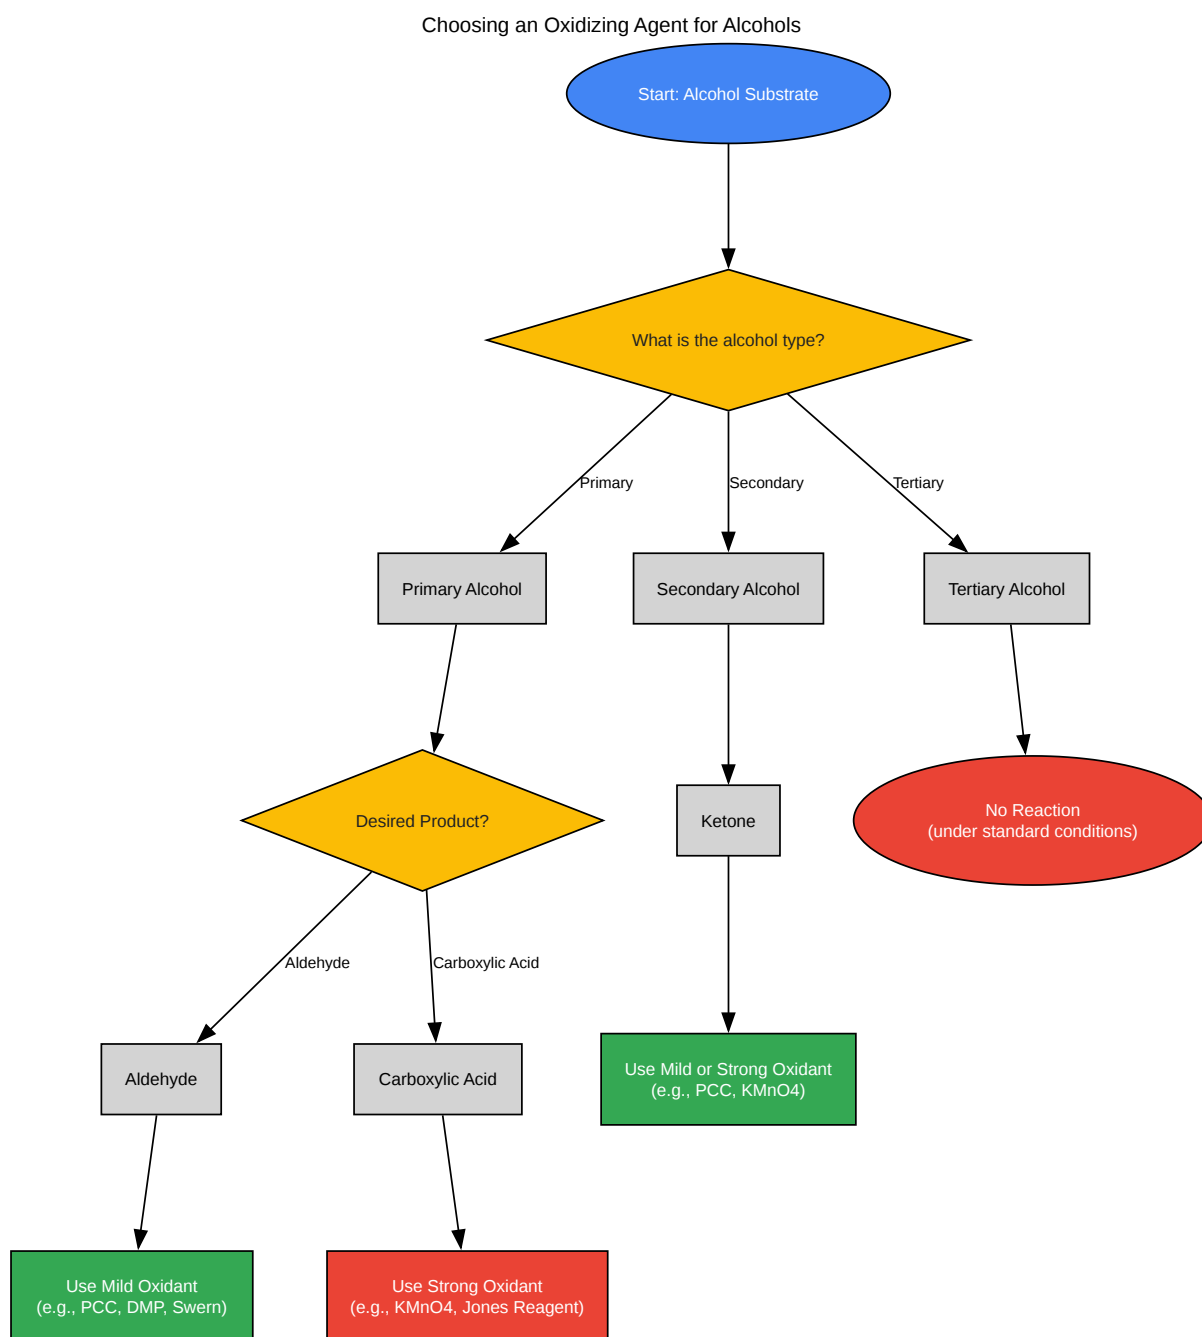 Choosing an Oxidizing Agent for Alcohols
Start: Alcohol Substrate
What is the alcohol type?
Primary
Secondary
Tertiary
Primary Alcohol
Secondary Alcohol
Tertiary Alcohol
Desired Product?
Ketone
No Reaction
(under standard conditions)
Aldehyde
Carboxylic Acid
Aldehyde
Carboxylic Acid
Use Mild or Strong Oxidant
(e.g., PCC, KMnO4)
Use Mild Oxidant
(e.g., PCC, DMP, Swern)
Use Strong Oxidant
(e.g., KMnO4, Jones Reagent)